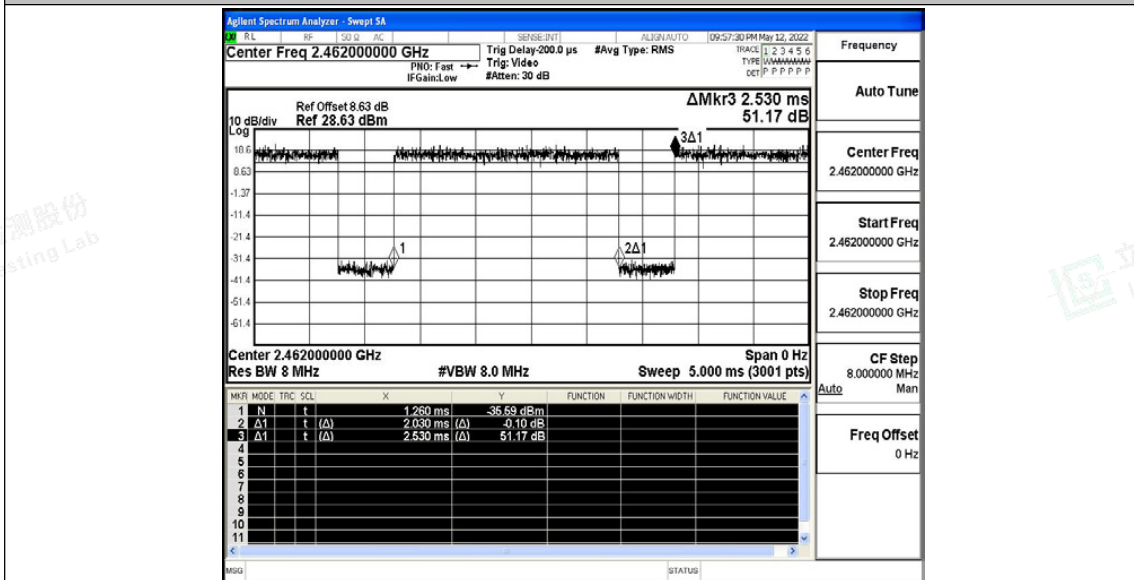 Agilent Spectrum Analyzer - Swept SA
RL RF 50 Ω AC SENSE:INT ALIGNAUTO 09:57:30 PM May 12, 2022
Center Freq 2.462000000 GHz
PNO: Fast
IFGain:Low
Trig Delay-200.0 µs
Trig: Video
#Atten: 30 dB
#Avg Type: RMS
TRACE 1 2 3 4 5 6
TYPE
DET P P P P P P
Ref Offset 8.63 dB
Ref 28.63 dBm
ΔMkr3 2.530 ms
51.17 dB
10 dB/div
Log
18.6
8.63
-1.37
-11.4
-21.4
-31.4
-41.4
-51.4
-61.4
3Δ1
1
2Δ1
Center 2.462000000 GHz Span 0 Hz
Res BW 8 MHz #VBW 8.0 MHz Sweep 5.000 ms (3001 pts)
MKR MODE TRC SCL X Y FUNCTION FUNCTION WIDTH FUNCTION VALUE
1 N t 1.260 ms -35.59 dBm
2 Δ1 t (Δ) 2.030 ms (Δ) -0.10 dB
3 Δ1 t (Δ) 2.530 ms (Δ) 51.17 dB
4
5
6
7
8
9
10
11
MSG STATUS
Frequency
Auto Tune
Center Freq
2.462000000 GHz
Start Freq
2.462000000 GHz
Stop Freq
2.462000000 GHz
CF Step
8.000000 MHz
Auto Man
Freq Offset
0 Hz
测股份
sting Lab
立